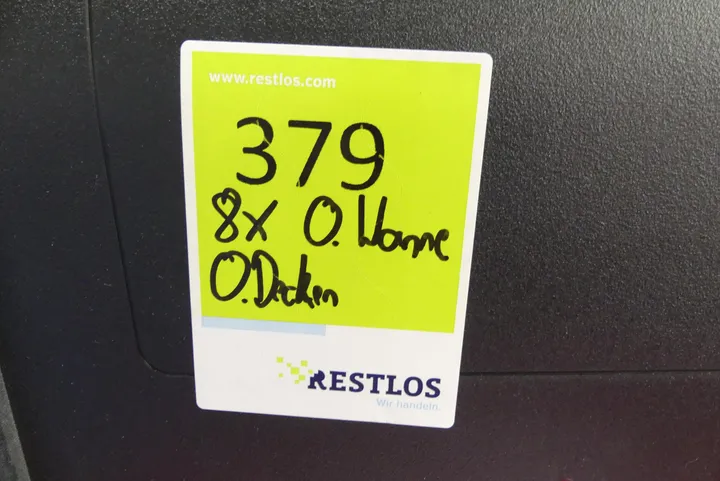 www.restlos.com
379
8x O. Wanne
O. Decken
RESTLOS
Wir handeln.